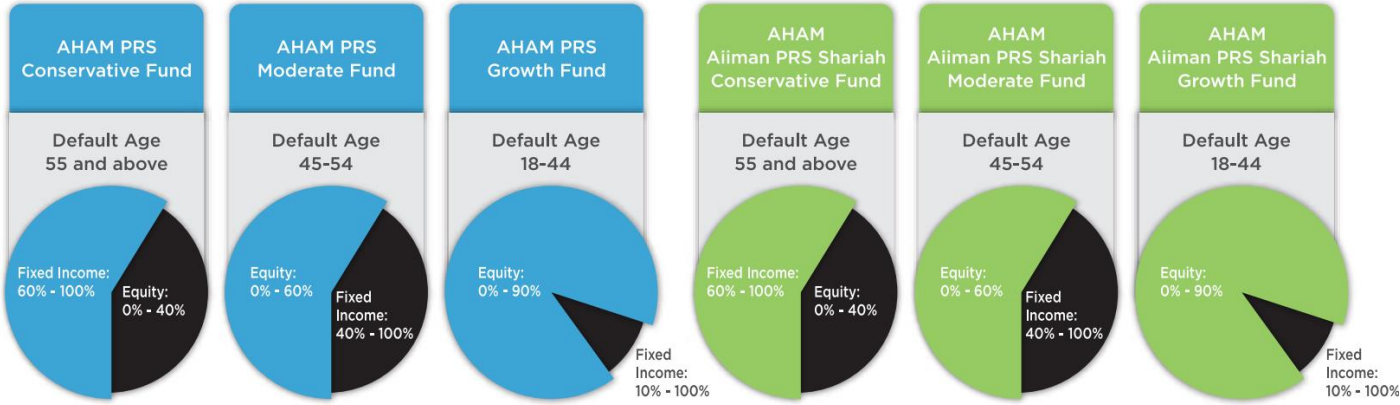 AHAM PRS
Conservative Fund
Default Age
55 and above
Fixed Income:
60% - 100%
Equity:
0% - 40%
AHAM PRS
Moderate Fund
Default Age
45-54
Equity:
0% - 60%
Fixed
Income:
40% - 100%
AHAM PRS
Growth Fund
Default Age
18-44
Equity:
0% - 90%
Fixed
Income:
10% - 100%
AHAM
Aiiman PRS Shariah
Conservative Fund
Default Age
55 and above
Fixed Income:
60% - 100%
Equity:
0% - 40%
AHAM
Aiiman PRS Shariah
Moderate Fund
Default Age
45-54
Equity:
0% - 60%
Fixed
Income:
40% - 100%
AHAM
Aiiman PRS Shariah
Growth Fund
Default Age
18-44
Equity:
0% - 90%
Fixed
Income:
10% - 100%